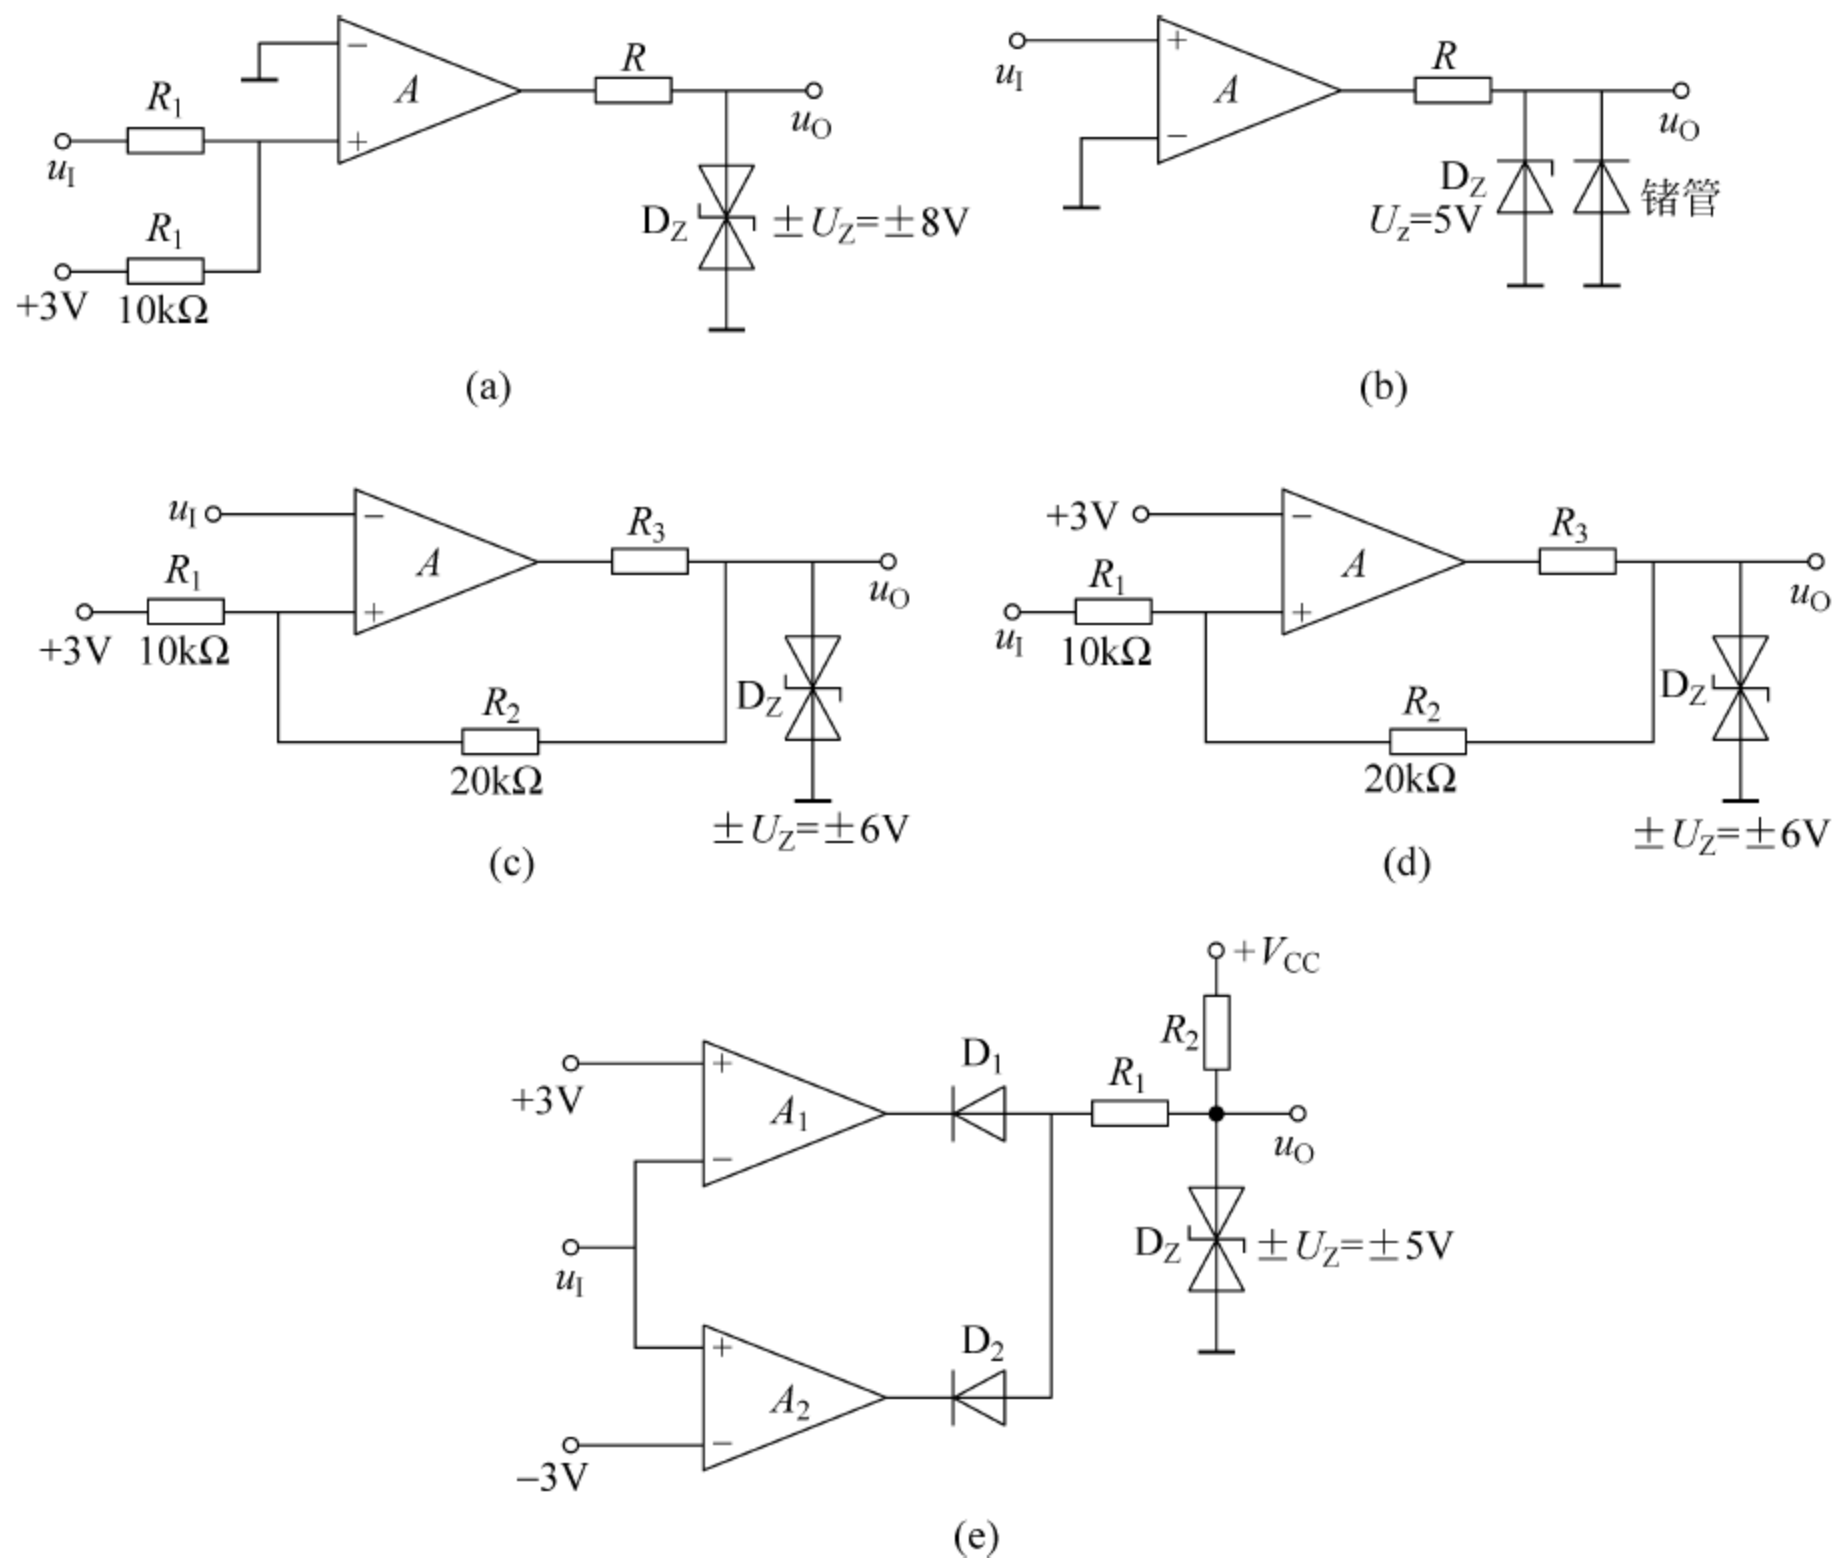 −
A
R
R₁
uI
+
uO
DZ
±UZ=±8V
R₁
+3V
10kΩ
(a)
uI
+
A
R
−
uO
DZ
Uz=5V
锗管
(b)
uI
−
A
R₃
R₁
+
uO
+3V
10kΩ
DZ
R₂
20kΩ
±UZ=±6V
(c)
+3V
−
A
R₃
R₁
+
uO
uI
10kΩ
DZ
R₂
20kΩ
±UZ=±6V
(d)
+VCC
R₂
D₁
R₁
+
+3V
A₁
−
uO
DZ
±UZ=±5V
uI
D₂
+
A₂
−
−3V
(e)